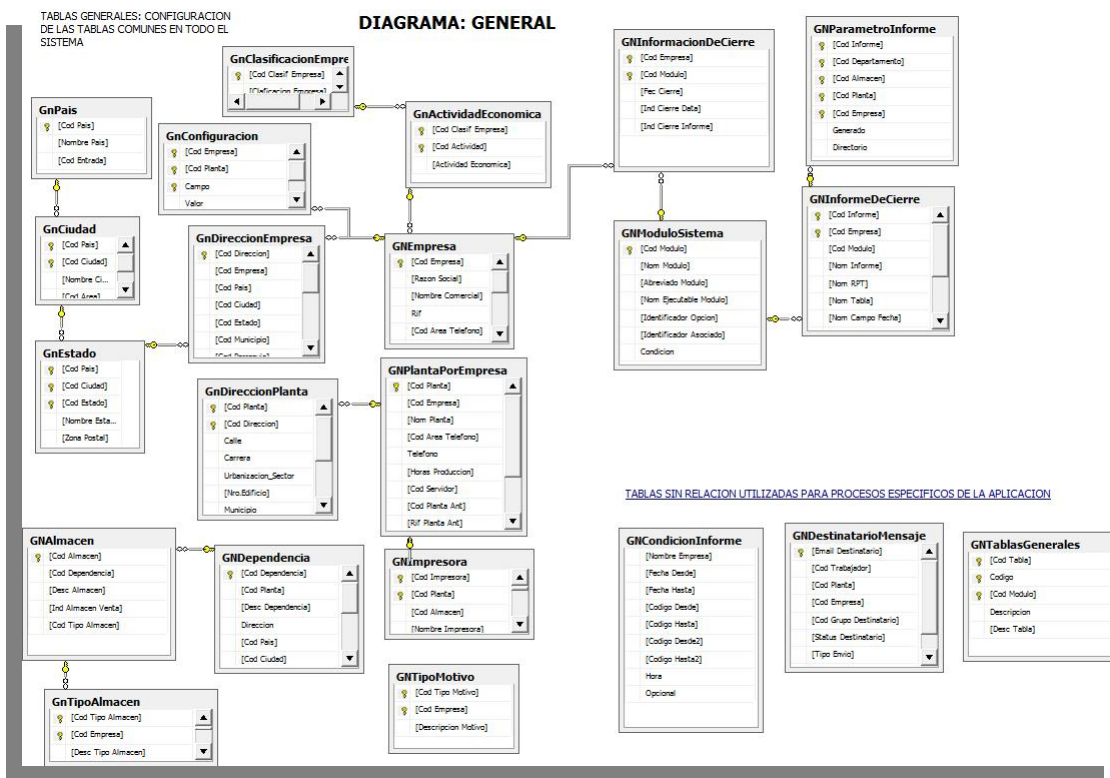 TABLAS GENERALES: CONFIGURACION
DE LAS TABLAS COMUNES EN TODO EL
SISTEMA
DIAGRAMA: GENERAL
GnClasificacionEmpre
[Cod Clasif Empresa]
[Claficacion Empresa]
GnPais
[Cod Pais]
[Nombre Pais]
[Cod Entrada]
GnConfiguracion
[Cod Empresa]
[Cod Planta]
Campo
Valor
GnActividadEconomica
[Cod Clasif Empresa]
[Cod Actividad]
[Actividad Economica]
GNInformacionDeCierre
[Cod Empresa]
[Cod Modulo]
[Fec Cierre]
[Ind Cierre Data]
[Ind Cierre Informe]
GNParametroInforme
[Cod Informe]
[Cod Departamento]
[Cod Almacen]
[Cod Planta]
[Cod Empresa]
Generado
Directorio
GnCiudad
[Cod Pais]
[Cod Ciudad]
[Nombre Ci...
[Cod Area]
GnDireccionEmpresa
[Cod Direccion]
[Cod Empresa]
[Cod Pais]
[Cod Ciudad]
[Cod Estado]
[Cod Municipio]
[Cod Parroquia]
GNEmpresa
[Cod Empresa]
[Razon Social]
[Nombre Comercial]
Rif
[Cod Area Telefono]
GNModuloSistema
[Cod Modulo]
[Nom Modulo]
[Abreviado Modulo]
[Nom Ejecutable Modulo]
[Identificador Opcion]
[Identificador Asociado]
Condicion
GNInformeDeCierre
[Cod Informe]
[Cod Empresa]
[Cod Modulo]
[Nom Informe]
[Nom RPT]
[Nom Tabla]
[Nom Campo Fecha]
GnEstado
[Cod Pais]
[Cod Ciudad]
[Cod Estado]
[Nombre Esta...
[Zona Postal]
GnDireccionPlanta
[Cod Planta]
[Cod Direccion]
Calle
Carrera
Urbanizacion_Sector
[Nro.Edificio]
Municipio
GNPlantaPorEmpresa
[Cod Planta]
[Cod Empresa]
[Nom Planta]
[Cod Area Telefono]
Telefono
[Horas Produccion]
[Cod Servidor]
[Cod Planta Ant]
[Rif Planta Ant]
TABLAS SIN RELACION UTILIZADAS PARA PROCESOS ESPECIFICOS DE LA APLICACION
GNAlmacen
[Cod Almacen]
[Cod Dependencia]
[Desc Almacen]
[Ind Almacen Venta]
[Cod Tipo Almacen]
GNDependencia
[Cod Dependencia]
[Cod Planta]
[Desc Dependencia]
Direccion
[Cod Pais]
[Cod Ciudad]
GNImpresora
[Cod Impresora]
[Cod Planta]
[Cod Almacen]
[Nombre Impresora]
GNCondicionInforme
[Nombre Empresa]
[Fecha Desde]
[Fecha Hasta]
[Codigo Desde]
[Codigo Hasta]
[Codigo Desde2]
[Codigo Hasta2]
Hora
Opcional
GNDestinatarioMensaje
[Email Destinatario]
[Cod Trabajador]
[Cod Planta]
[Cod Empresa]
[Cod Grupo Destinatario]
[Status Destinatario]
[Tipo Envio]
GNTablasGenerales
[Cod Tabla]
Codigo
[Cod Modulo]
Descripcion
[Desc Tabla]
GnTipoAlmacen
[Cod Tipo Almacen]
[Cod Empresa]
[Desc Tipo Almacen]
GNTipoMotivo
[Cod Tipo Motivo]
[Cod Empresa]
[Descripcion Motivo]